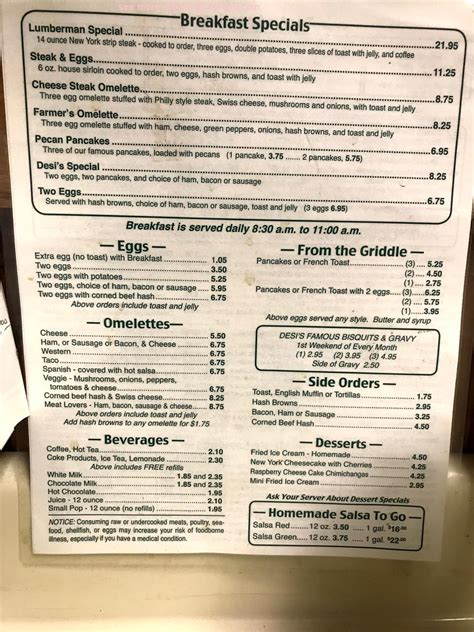 Breakfast Specials
Lumberman Special 21.95
14 ounce New York strip steak - cooked to order, three eggs, double potatoes, three slices of toast with jelly, and coffee
Steak & Eggs 11.25
6 oz. house sirloin cooked to order, two eggs, hash browns, and toast with jelly
Cheese Steak Omelette 8.75
Three egg omelette stuffed with Philly style steak, Swiss cheese, mushrooms and onions, with toast and jelly
Farmer's Omelette 8.25
Three egg omelette stuffed with ham, cheese, green peppers, onions, hash browns, and toast and jelly
Pecan Pancakes 6.95
Three of our famous pancakes, loaded with pecans (1 pancake, 3.75 ...... 2 pancakes, 5.75)
Desi's Special 8.25
Two eggs, two pancakes, and choice of ham, bacon or sausage
Two Eggs 6.75
Served with hash browns, choice of ham, bacon or sausage, toast and jelly (3 eggs 6.95)
Breakfast is served daily 8:30 a.m. to 11:00 a.m.
— Eggs —
Extra egg (no toast) with Breakfast 1.05
Two eggs 3.50
Two eggs with potatoes 5.25
Two eggs, choice of ham, bacon or sausage 5.95
Two eggs with corned beef hash 6.75
Above orders include toast and jelly
— Omelettes —
Cheese 5.50
Ham, or Sausage or Bacon, & Cheese 6.75
Western 6.75
Taco 6.75
Spanish - covered with hot salsa 6.75
Veggie - Mushrooms, onions, peppers,
tomatoes & cheese 6.75
Corned beef hash & Swiss cheese 8.25
Meat Lovers - Ham, bacon, sausage & cheese 8.75
Above orders include toast and jelly
Add hash browns to any omelette for $1.75
— Beverages —
Coffee, Hot Tea 2.10
Coke Products, Ice Tea, Lemonade 2.30
Above includes FREE refills
White Milk 1.85 and 2.35
Chocolate Milk 1.85 and 2.35
Hot Chocolate 1.95
Juice - 12 ounce 2.10
Small Pop - 12 ounce (no refills) 1.95
NOTICE: Consuming raw or undercooked meats, poultry, sea-
food, shellfish, or eggs may increase your risk of foodborne
illness, especially if you have a medical condition.
— From the Griddle —
Pancakes or French Toast (3) 5.25
(2) 4.50
(1) 2.75
Pancakes or French Toast with 2 eggs (3) 6.25
(2) 5.75
(1) 3.95
Above eggs served any style. Butter and syrup
DESI'S FAMOUS BISQUITS & GRAVY
1st Weekend of Every Month
(1) 2.95 (2) 3.95 (3) 4.95
Side of Gravy 2.50
— Side Orders —
Toast, English Muffin or Tortillas 1.75
Hash Browns 2.95
Bacon, Ham or Sausage 3.25
Corned Beef Hash 4.50
— Desserts —
Fried Ice Cream - Homemade 4.50
New York Cheesecake with Cherries 4.25
Raspberry Cheese Cake Chimichangas 4.25
Mini Fried Ice Cream 2.95
Ask Your Server About Dessert Specials
— Homemade Salsa To Go —
Salsa Red 12 oz. 3.50 ..... 1 gal. $16.00
Salsa Green 12 oz. 3.75 ..... 1 gal. $22.00